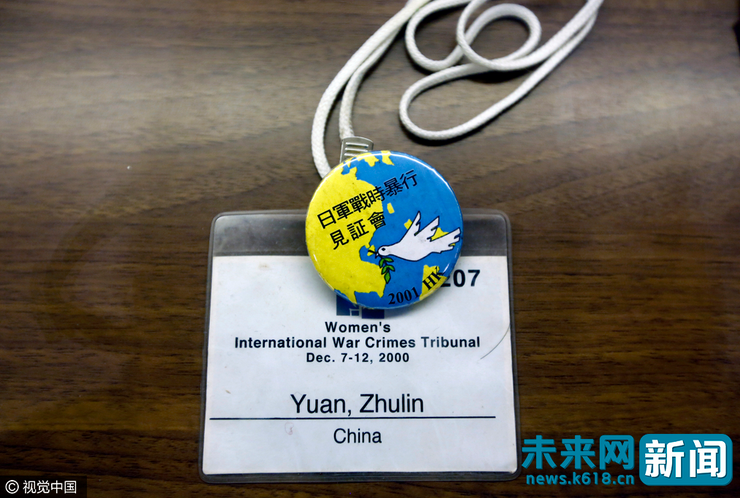 日軍戰時暴行
見証會
2001 HK
207
Women's
International War Crimes Tribunal
Dec. 7-12, 2000
Yuan, Zhulin
China
未来网 新闻
news.k618.cn
© 视觉中国